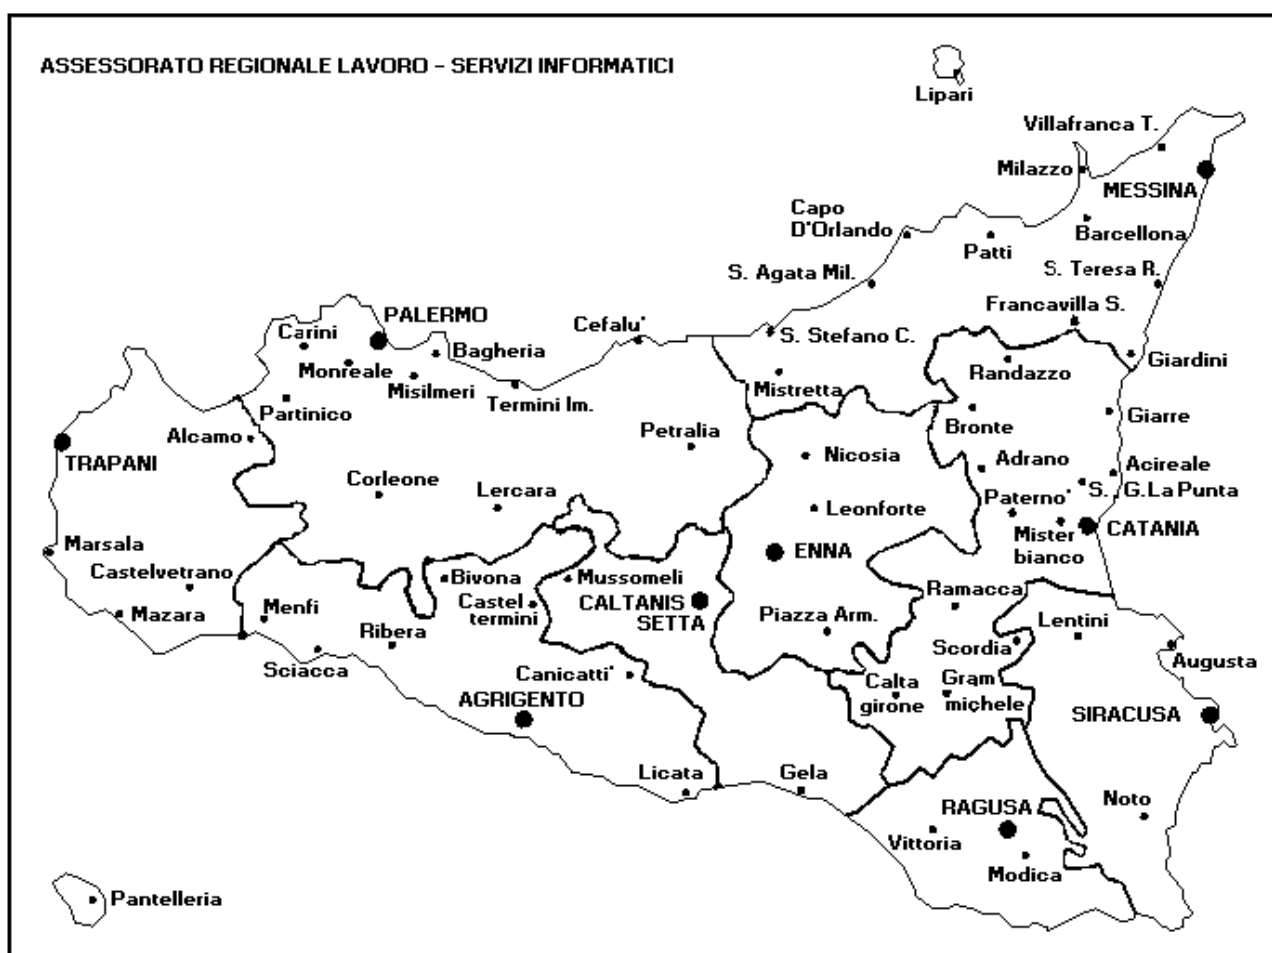 ASSESSORATO REGIONALE LAVORO - SERVIZI INFORMATICI
Lipari
Villafranca T.
Milazzo
MESSINA
Capo
D'Orlando
Barcellona
Patti
S. Agata Mil.
S. Teresa R.
Francavilla S.
PALERMO
Cefalu'
Carini
S. Stefano C.
Bagheria
Giardini
Monreale
Randazzo
Misilmeri
Mistretta
Termini Im.
Partinico
Giarre
Alcamo
Petralia
Bronte
TRAPANI
Nicosia
Adrano
Acireale
Corleone
Lercara
Paterno'
S. G.La Punta
Leonforte
Mister
bianco
CATANIA
Marsala
ENNA
Castelvetrano
Bivona
Mussomeli
Ramacca
Menfi
Castel
termini
CALTANIS
SETTA
Mazara
Ribera
Piazza Arm.
Lentini
Scordia
Sciacca
Augusta
Canicatti'
Calta
girone
Gram
michele
AGRIGENTO
SIRACUSA
Licata
Gela
Noto
RAGUSA
Vittoria
Modica
Pantelleria